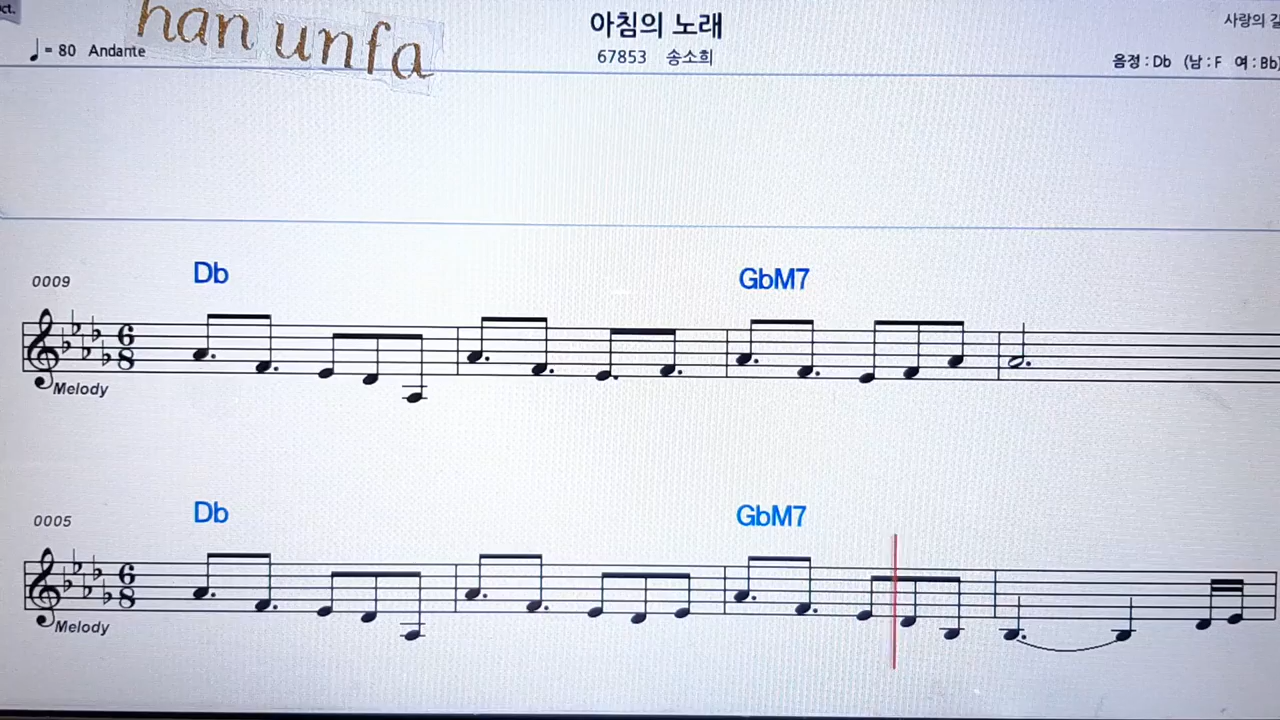 ct.
han unfa
♩= 80 Andante
아침의 노래
67853 송소희
사랑의 길
음정 : Db (남 : F 여 : Bb)
0009
Db
GbM7
6
8
Melody
0005
Db
GbM7
6
8
Melody